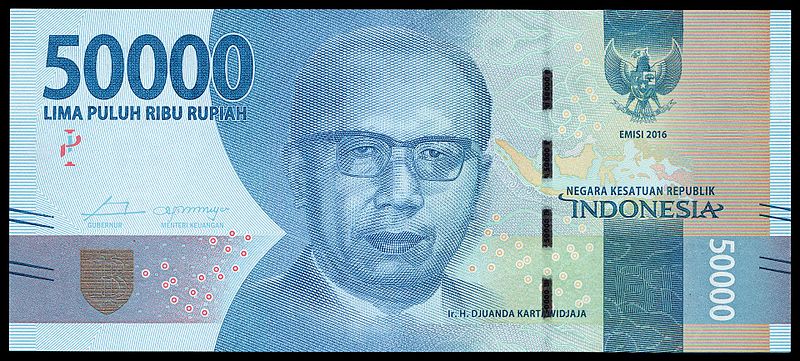 50000
LIMA PULUH RIBU RUPIAH
EMISI 2016
NEGARA KESATUAN REPUBLIK
INDONESIA
GUBERNUR
MENTERI KEUANGAN
50000
Ir. H. DJUANDA KARTAWIDJAJA